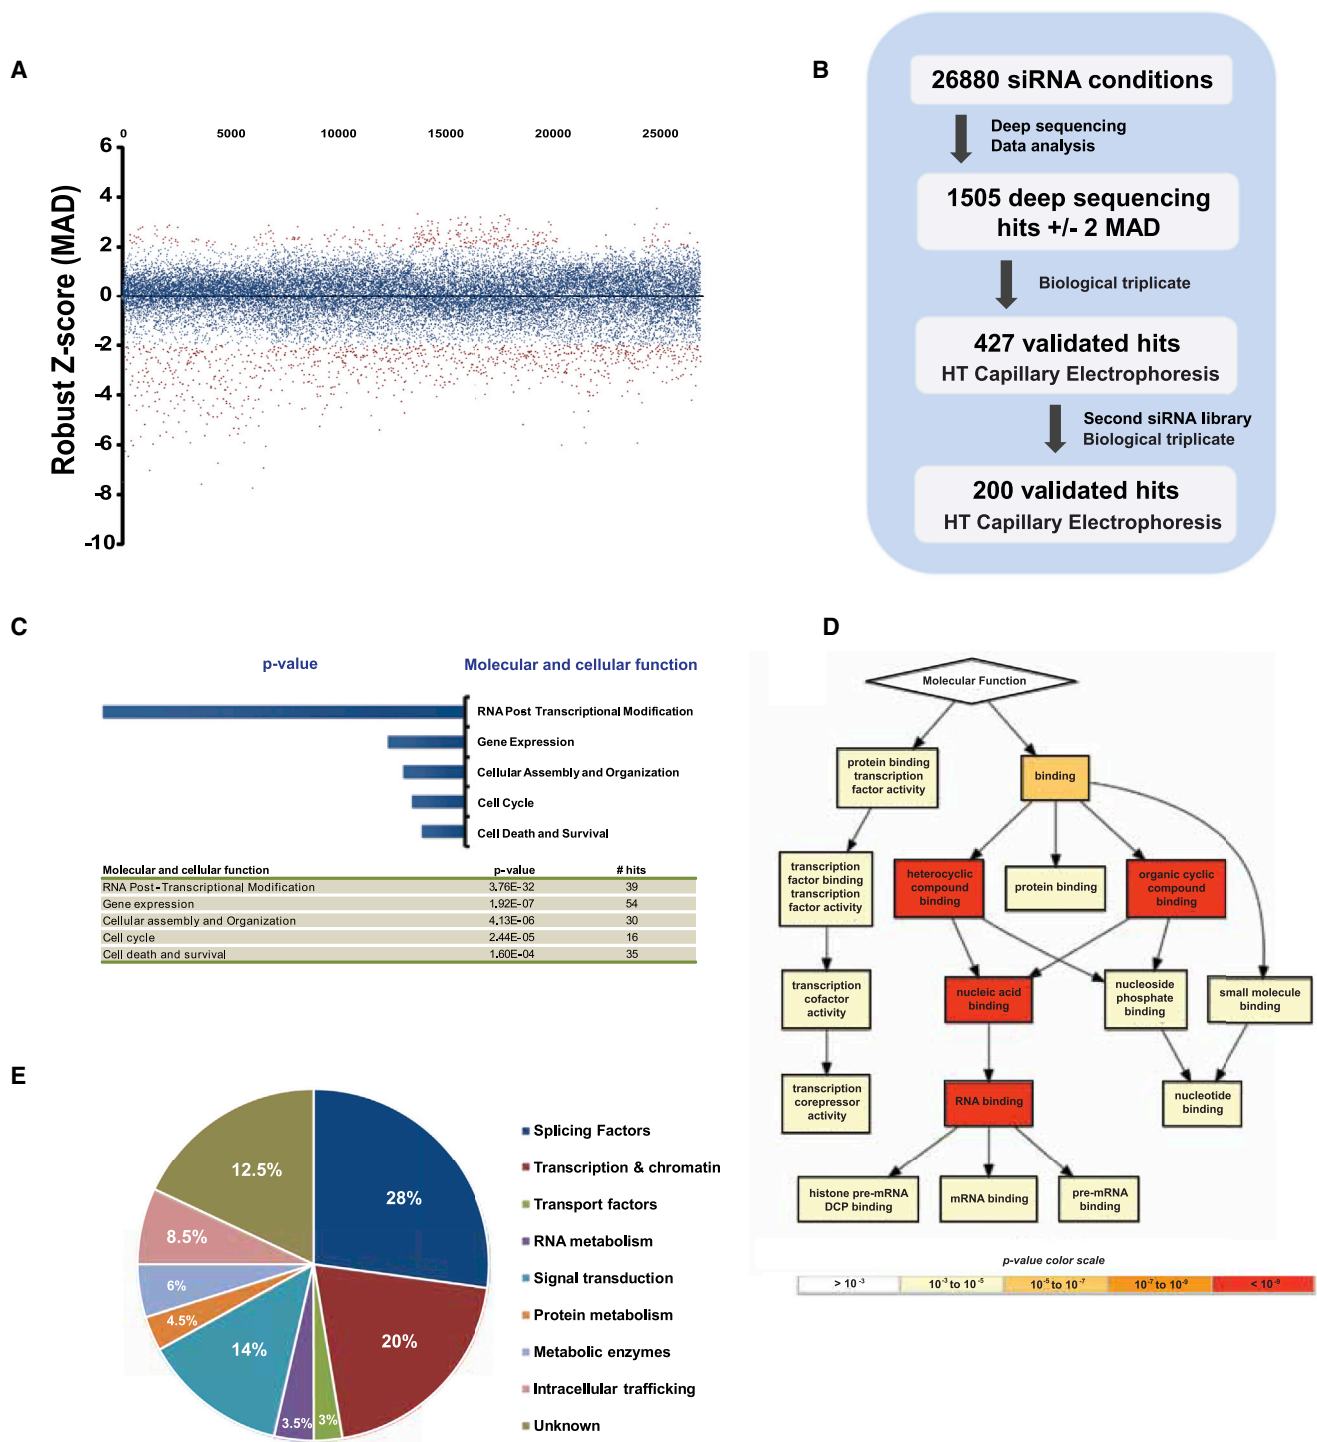 A
0 5000 10000 15000 20000 25000
6
4
2
0
-2
-4
-6
-8
-10
Robust Z-score (MAD)
B
26880 siRNA conditions
Deep sequencing
Data analysis
1505 deep sequencing
hits +/- 2 MAD
Biological triplicate
427 validated hits
HT Capillary Electrophoresis
Second siRNA library
Biological triplicate
200 validated hits
HT Capillary Electrophoresis
C
p-value Molecular and cellular function
RNA Post Transcriptional Modification
Gene Expression
Cellular Assembly and Organization
Cell Cycle
Cell Death and Survival
Molecular and cellular function p-value # hits
RNA Post-Transcriptional Modification 3.76E-32 39
Gene expression 1.92E-07 54
Cellular assembly and Organization 4.13E-06 30
Cell cycle 2.44E-05 16
Cell death and survival 1.60E-04 35
D
Molecular Function
protein binding
transcription
factor activity
binding
transcription
factor binding
transcription
factor activity
heterocyclic
compound
binding
protein binding
organic cyclic
compound
binding
transcription
cofactor
activity
nucleic acid
binding
nucleoside
phosphate
binding
small molecule
binding
transcription
corepressor
activity
RNA binding
nucleotide
binding
histone pre-mRNA
DCP binding
mRNA binding
pre-mRNA
binding
p-value color scale
> 10⁻³ 10⁻³ to 10⁻⁵ 10⁻⁵ to 10⁻⁷ 10⁻⁷ to 10⁻⁹ < 10⁻⁹
E
28%
20%
3%
3.5%
14%
4.5%
6%
8.5%
12.5%
Splicing Factors
Transcription & chromatin
Transport factors
RNA metabolism
Signal transduction
Protein metabolism
Metabolic enzymes
Intracellular trafficking
Unknown